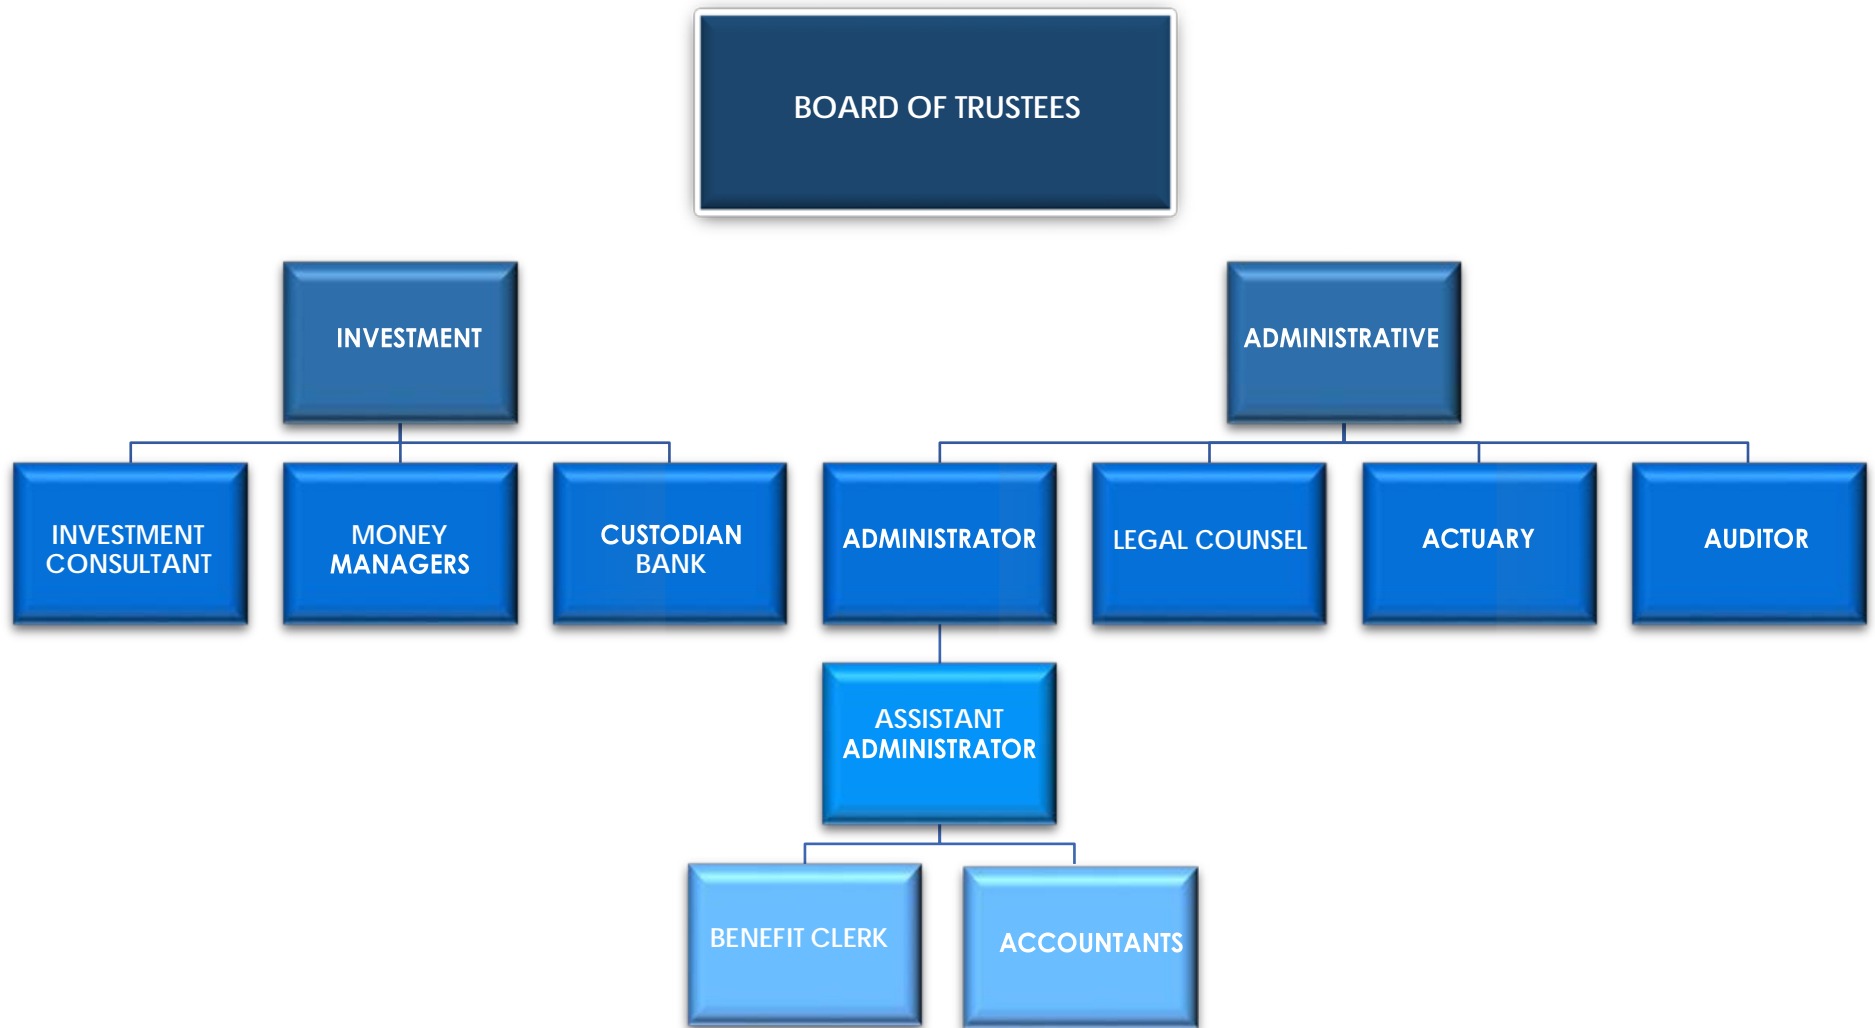 BOARD OF TRUSTEES
INVESTMENT
ADMINISTRATIVE
INVESTMENT
CONSULTANT
MONEY
MANAGERS
CUSTODIAN
BANK
ADMINISTRATOR
LEGAL COUNSEL
ACTUARY
AUDITOR
ASSISTANT
ADMINISTRATOR
BENEFIT CLERK
ACCOUNTANTS